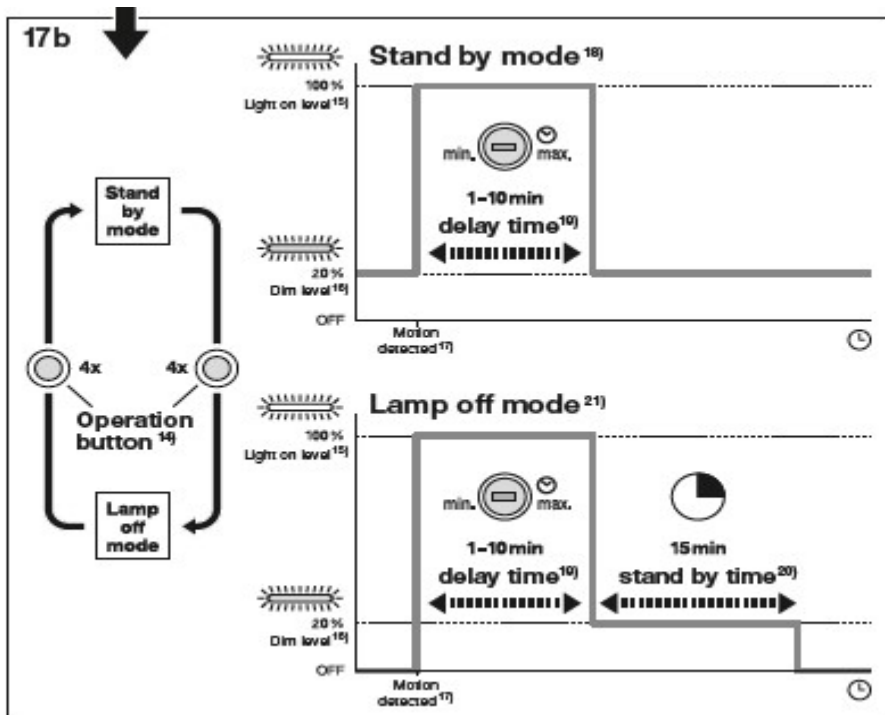 17b
Stand by mode 18)
100%
Light on level 15)
min. max.
1–10min
delay time 19)
20%
Dim level 16)
OFF
Motion
detected 17)
Stand
by
mode
4x 4x
Operation
button 14)
Lamp
off
mode
Lamp off mode 21)
100%
Light on level 15)
min. max.
1–10min
delay time 19)
15min
stand by time 20)
20%
Dim level 16)
OFF
Motion
detected 17)